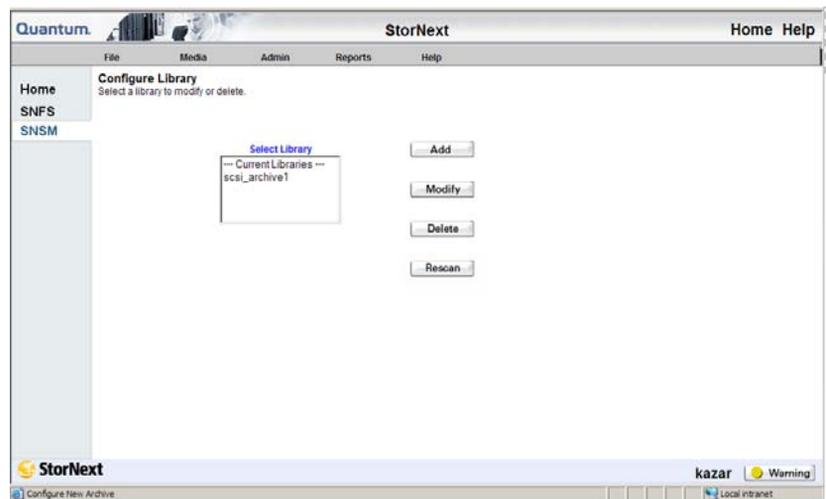 Quantum. StorNext Home Help
File Media Admin Reports Help
Configure Library
Select a library to modify or delete.
Home
SNFS
SNSM
Select Library
--- Current Libraries ---
scsi_archive1
Add
Modify
Delete
Rescan
StorNext
kazar Warning
Configure New Archive Local intranet